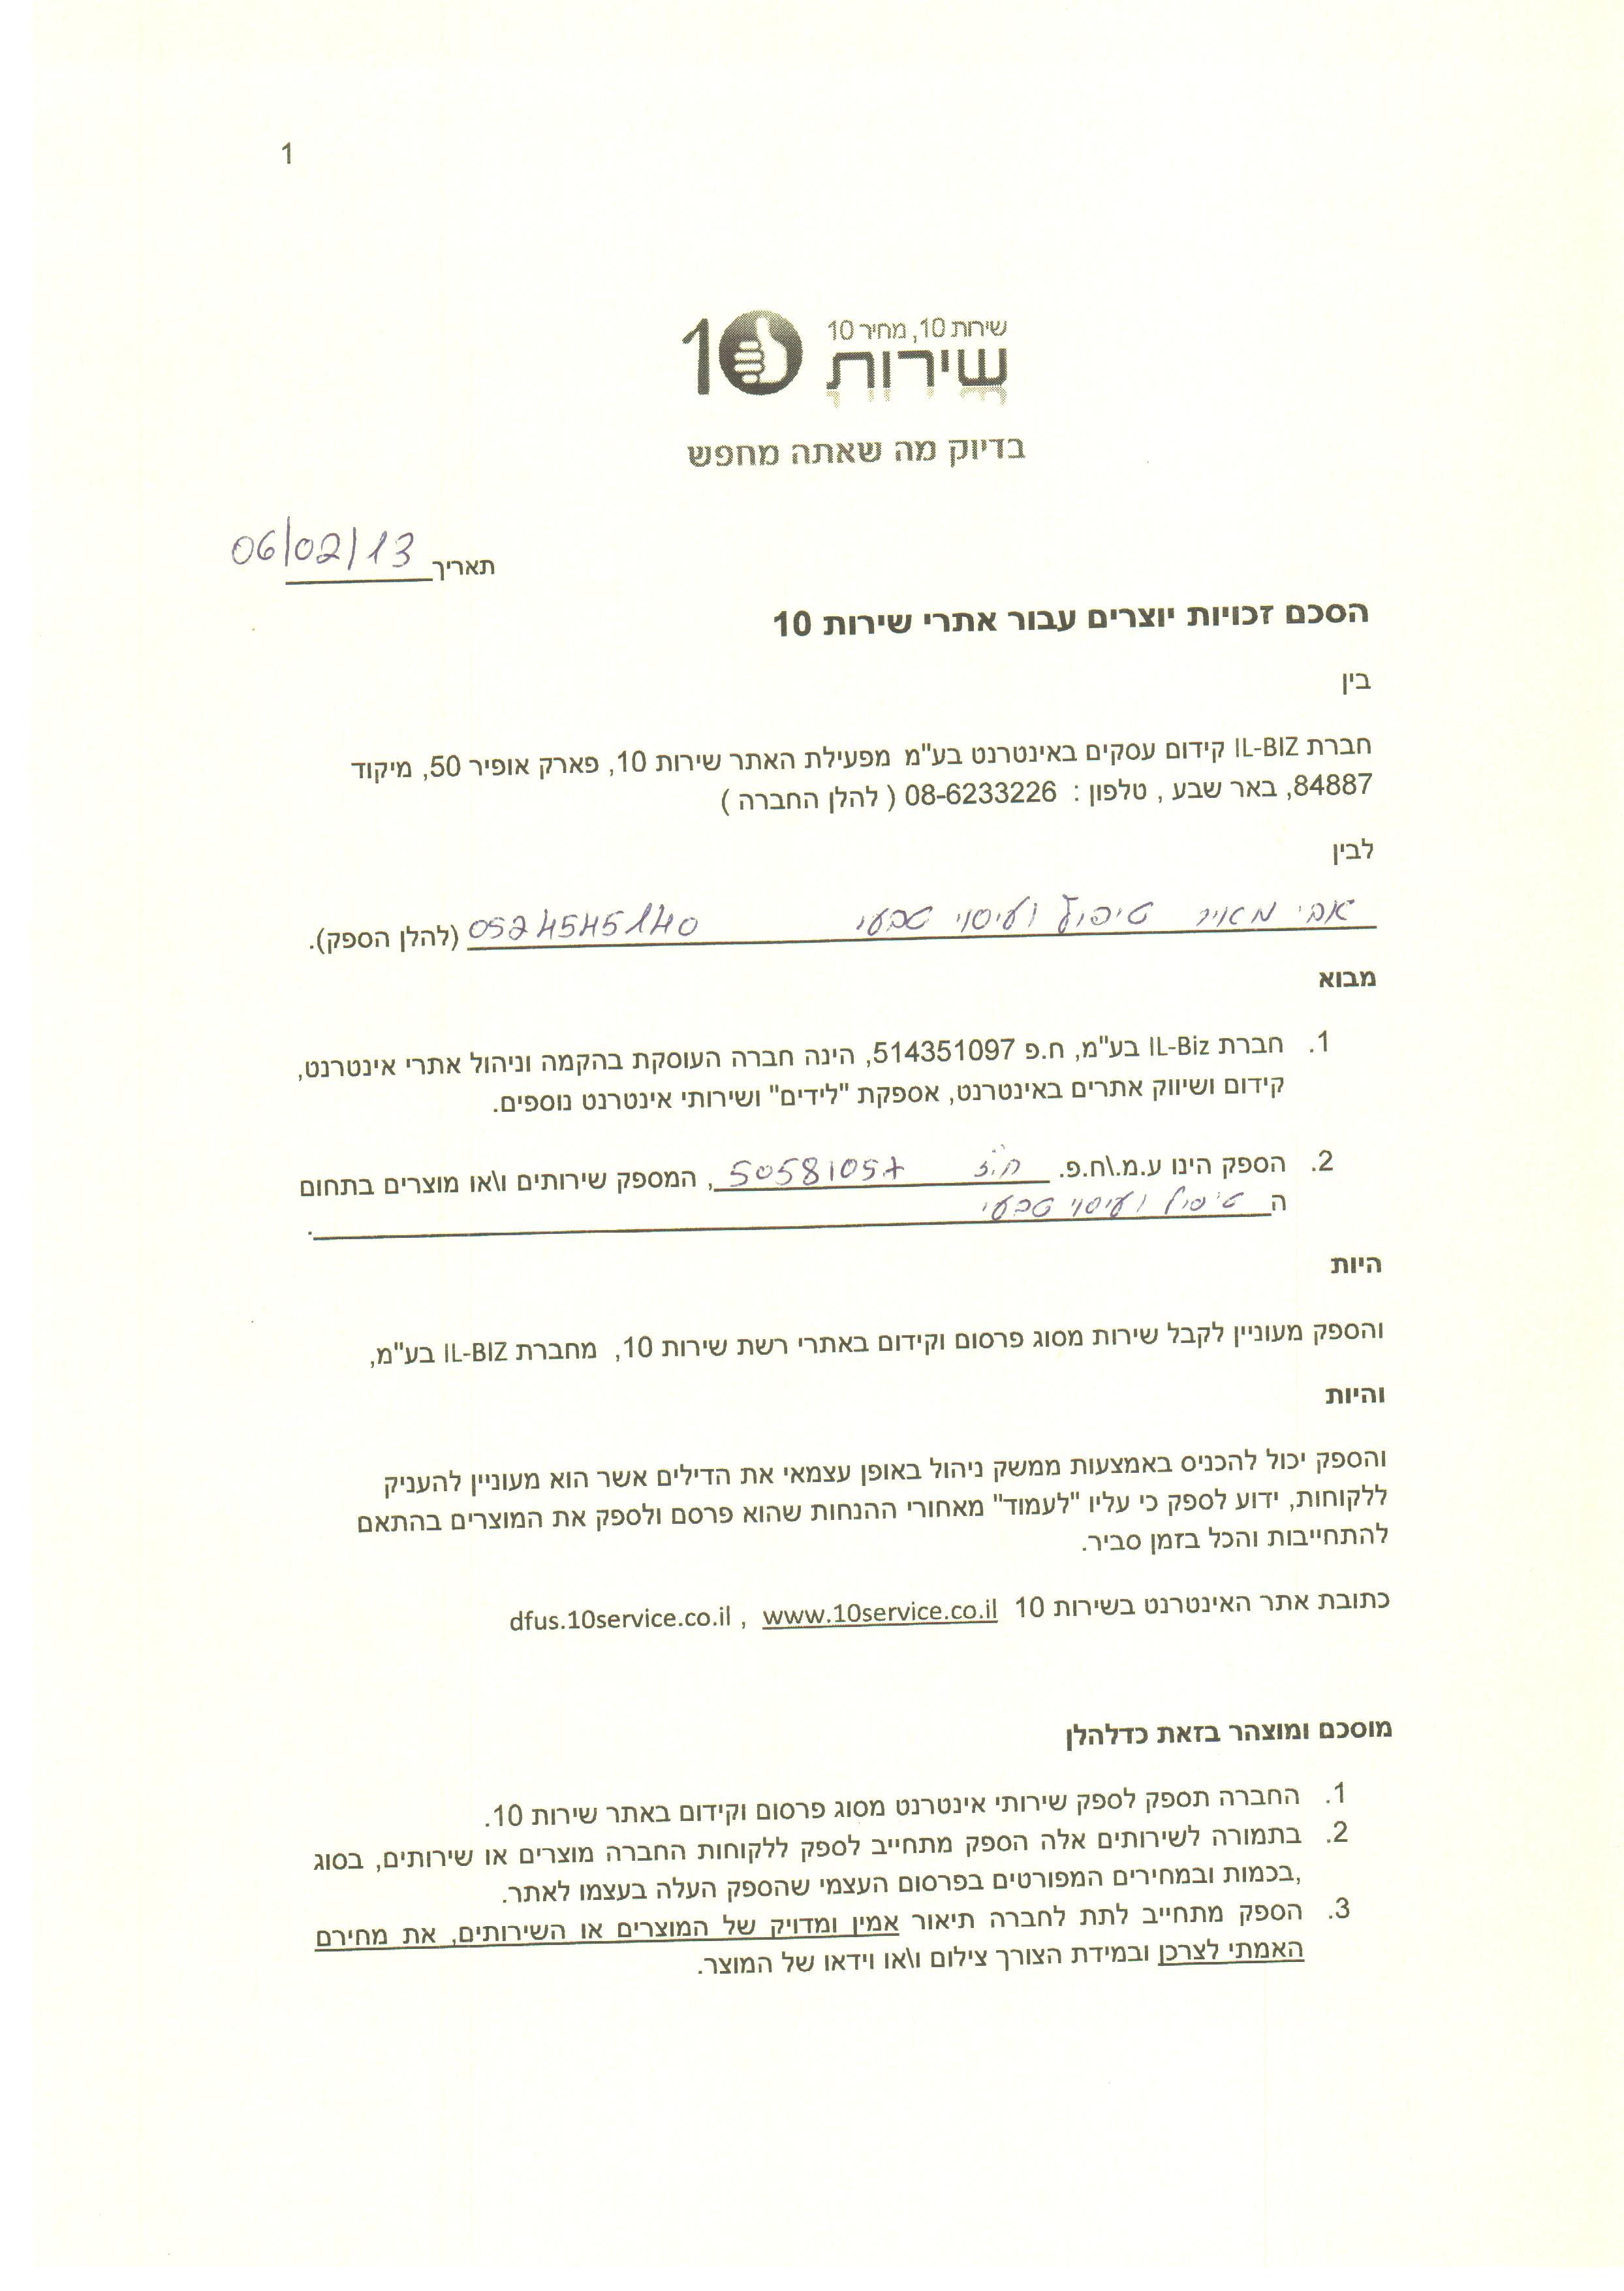 1
שירות 10, מחיר 10
10 שירות
בדיוק מה שאתה מחפש
תאריך 06/02/13
הסכם זכויות יוצרים עבור אתרי שירות 10
בין
חברת IL-BIZ קידום עסקים באינטרנט בע"מ מפעילת האתר שירות 10, פארק אופיר 50, מיקוד
84887, באר שבע , טלפון : 08-6233226 ( להלן החברה )
לבין
אבי מאיר טיפול ועיסוי טבעי 0524545140 (להלן הספק).
מבוא
1. חברת IL-Biz בע"מ, ח.פ 514351097, הינה חברה העוסקת בהקמה וניהול אתרי אינטרנט,
קידום ושיווק אתרים באינטרנט, אספקת "לידים" ושירותי אינטרנט נוספים.
2. הספק הינו ע.מ.\ח.פ. 50581057 , המספק שירותים ו\או מוצרים בתחום
ה טיפול ועיסוי טבעי.
היות
והספק מעוניין לקבל שירות מסוג פרסום וקידום באתרי רשת שירות 10, מחברת IL-BIZ בע"מ,
והיות
והספק יכול להכניס באמצעות ממשק ניהול באופן עצמאי את הדילים אשר הוא מעוניין להעניק
ללקוחות, ידוע לספק כי עליו "לעמוד" מאחורי ההנחות שהוא פרסם ולספק את המוצרים בהתאם
להתחייבות והכל בזמן סביר.
כתובת אתר האינטרנט בשירות 10 www.10service.co.il , dfus.10service.co.il
מוסכם ומוצהר בזאת כדלהלן
1. החברה תספק לספק שירותי אינטרנט מסוג פרסום וקידום באתר שירות 10.
2. בתמורה לשירותים אלה הספק מתחייב לספק ללקוחות החברה מוצרים או שירותים, בסוג
,בכמות ובמחירים המפורטים בפרסום העצמי שהספק העלה בעצמו לאתר.
3. הספק מתחייב לתת לחברה תיאור אמין ומדויק של המוצרים או השירותים, את מחירם
האמתי לצרכן ובמידת הצורך צילום ו\או וידאו של המוצר.